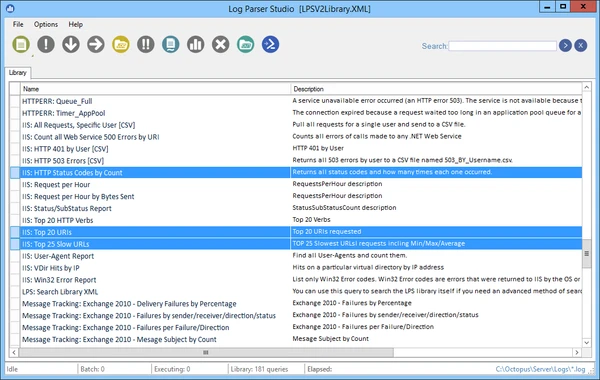 Log Parser Studio [LPSV2Library.XML]
File Options Help
Search:
Library
Name Description
HTTPERR: Queue_Full A service unavailable error occurred (an HTTP error 503). The service is not available because t
HTTPERR: Timer_AppPool The connection expired because a request waited too long in an application pool queue for a
IIS: All Requests, Specific User [CSV] Pull all requests for a single user and send to a CSV file.
IIS: Count all Web Service 500 Errors by URI Counts all errors of calls made to any .NET Web Service
IIS: HTTP 401 by User [CSV] HTTP 401 by User
IIS: HTTP 503 Errors [CSV] Returns all 503 errors by user to a CSV file named 503_BY_Username.csv.
IIS: HTTP Status Codes by Count Returns all status codes and how many times each one occurred.
IIS: Request per Hour RequestsPerHour description
IIS: Request per Hour by Bytes Sent RequestsPerHour description
IIS: Status/SubStatus Report StatusSubStatusCount description
IIS: Top 20 HTTP Verbs Top 20 Verbs
IIS: Top 20 URIs Top 20 URIs requested
IIS: Top 25 Slow URLs TOP 25 Slowest URLs! requests incling Min/Max/Average
IIS: User-Agent Report Find all User-Agents and count them.
IIS: VDir Hits by IP Hits on a particular virtual directory by IP address
IIS: Win32 Error Report List only Win32 Error codes. Win32 Error codes are errors that were returned to IIS by the OS or
LPS: Search Library XML You can use this query to search the LPS library itself if you need an advanced method of searc
Message Tracking: Exchange 2010 - Delivery Failures by Percentage Exchange 2010 - Failures by Percentage
Message Tracking: Exchange 2010 - Failures by sender/receiver/direction/status Exchange 2010 - Failures by sender/receiver/direction/status
Message Tracking: Exchange 2010 - Failures per Failure/Direction Exchange 2010 - Failures per Failure/Direction
Message Tracking: Exchange 2010 - Mesage Subject by Count Mesage Subject by Count
Idle Batch: 0 Executing: 0 Library: 181 queries Elapsed: C:\Octopus\Server\Logs\*.log